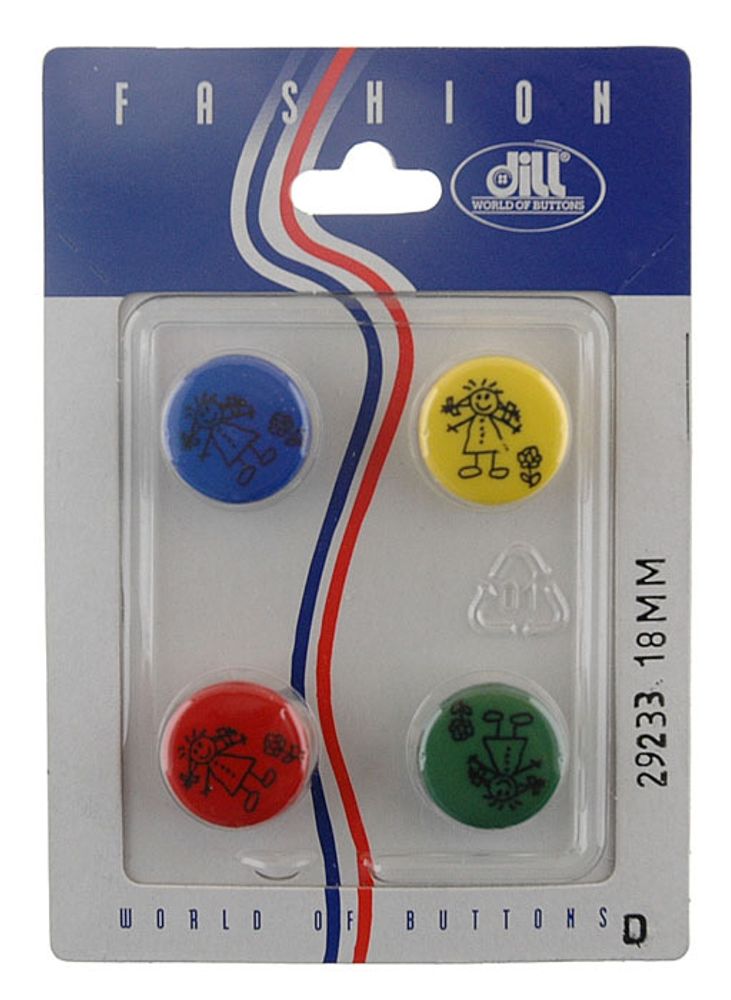 FASHION
dill®
WORLD OF BUTTONS
01
29233 18MM
WORLD OF BUTTONS
D